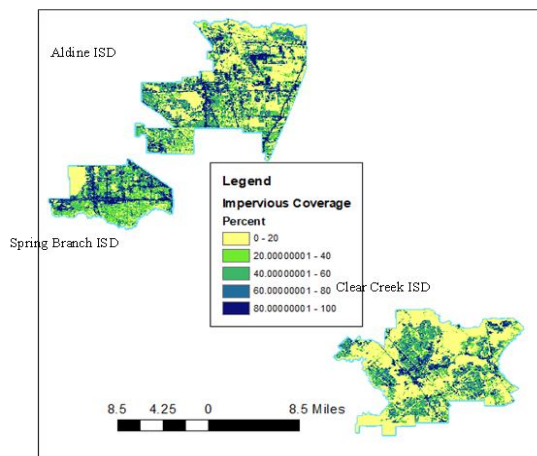 Aldine ISD
Spring Branch ISD
Legend
Impervious Coverage
Percent
0 - 20
20.00000001 - 40
40.00000001 - 60
60.00000001 - 80
80.00000001 - 100
Clear Creek ISD
8.5 4.25 0 8.5 Miles